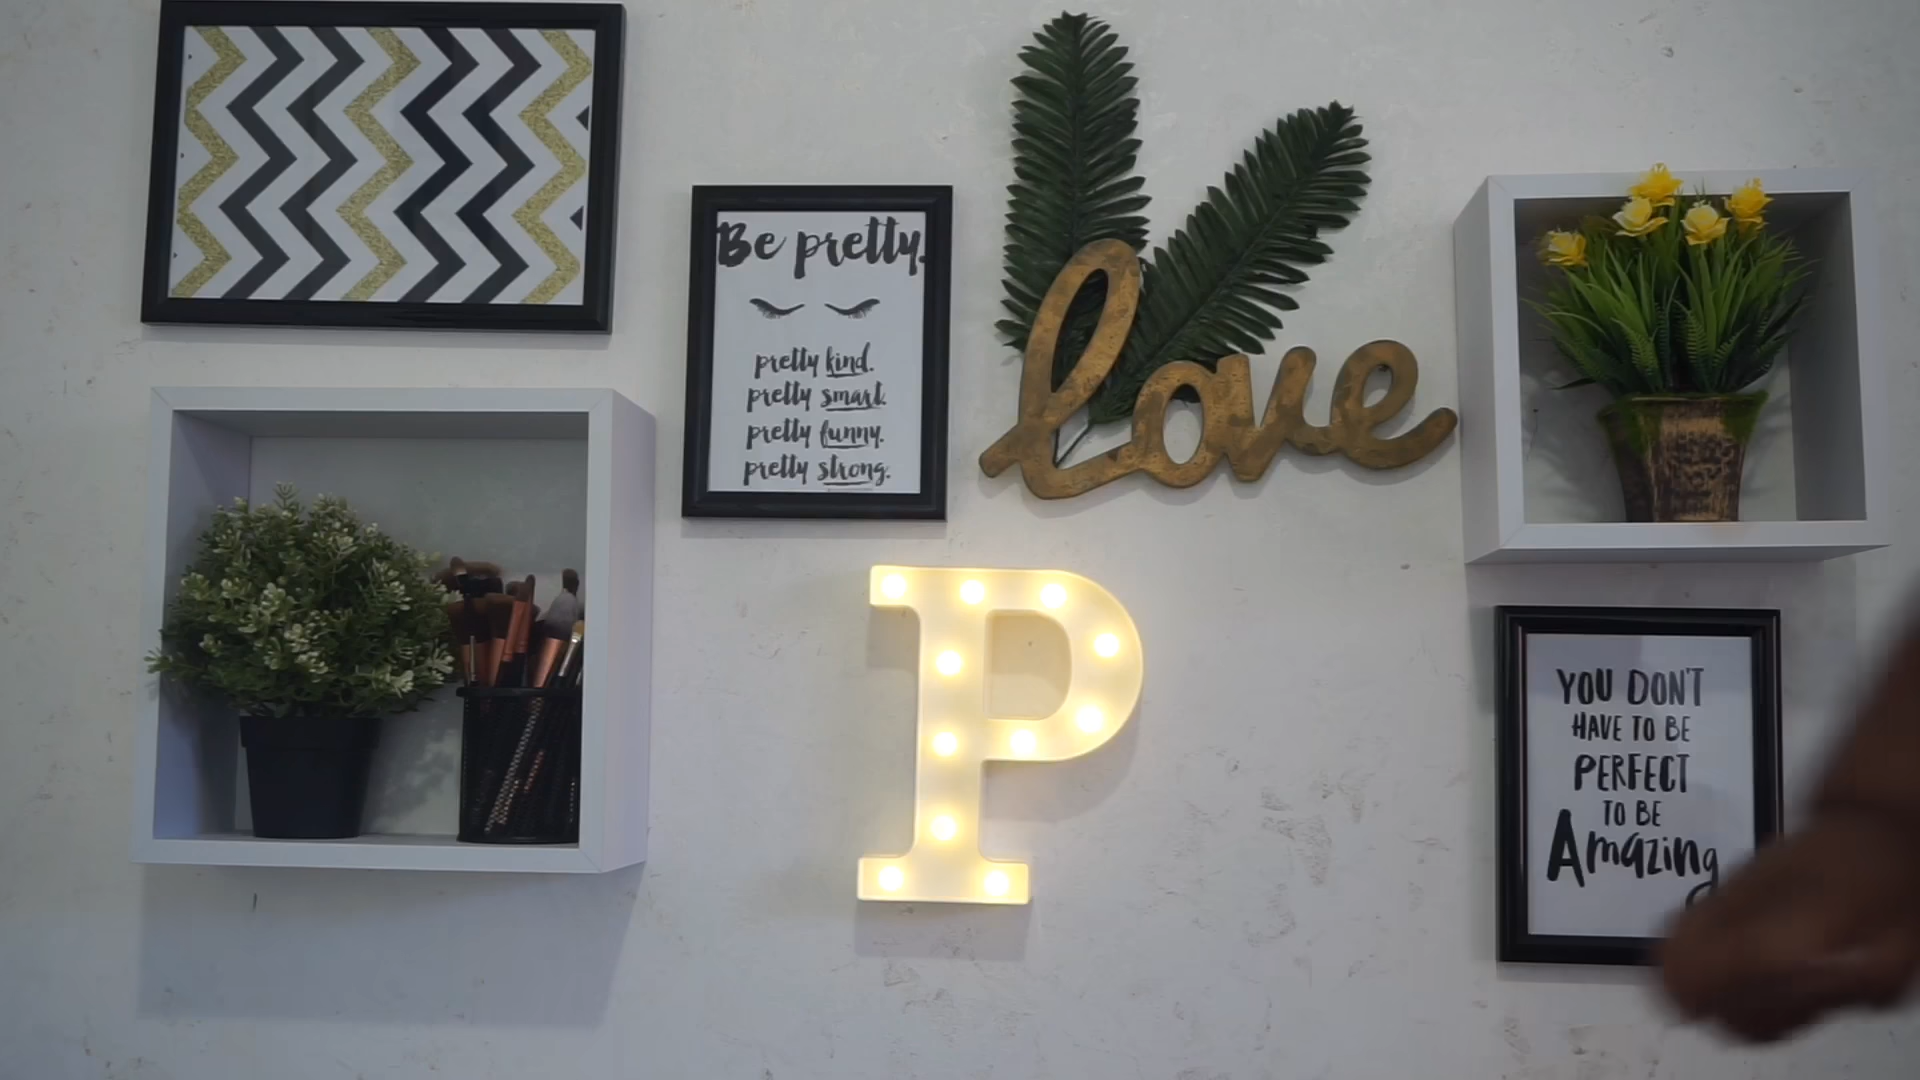 Be pretty.
pretty kind.
pretty smart.
pretty funny.
pretty strong.
love
P
YOU DON'T
HAVE TO BE
PERFECT
TO BE
Amazing